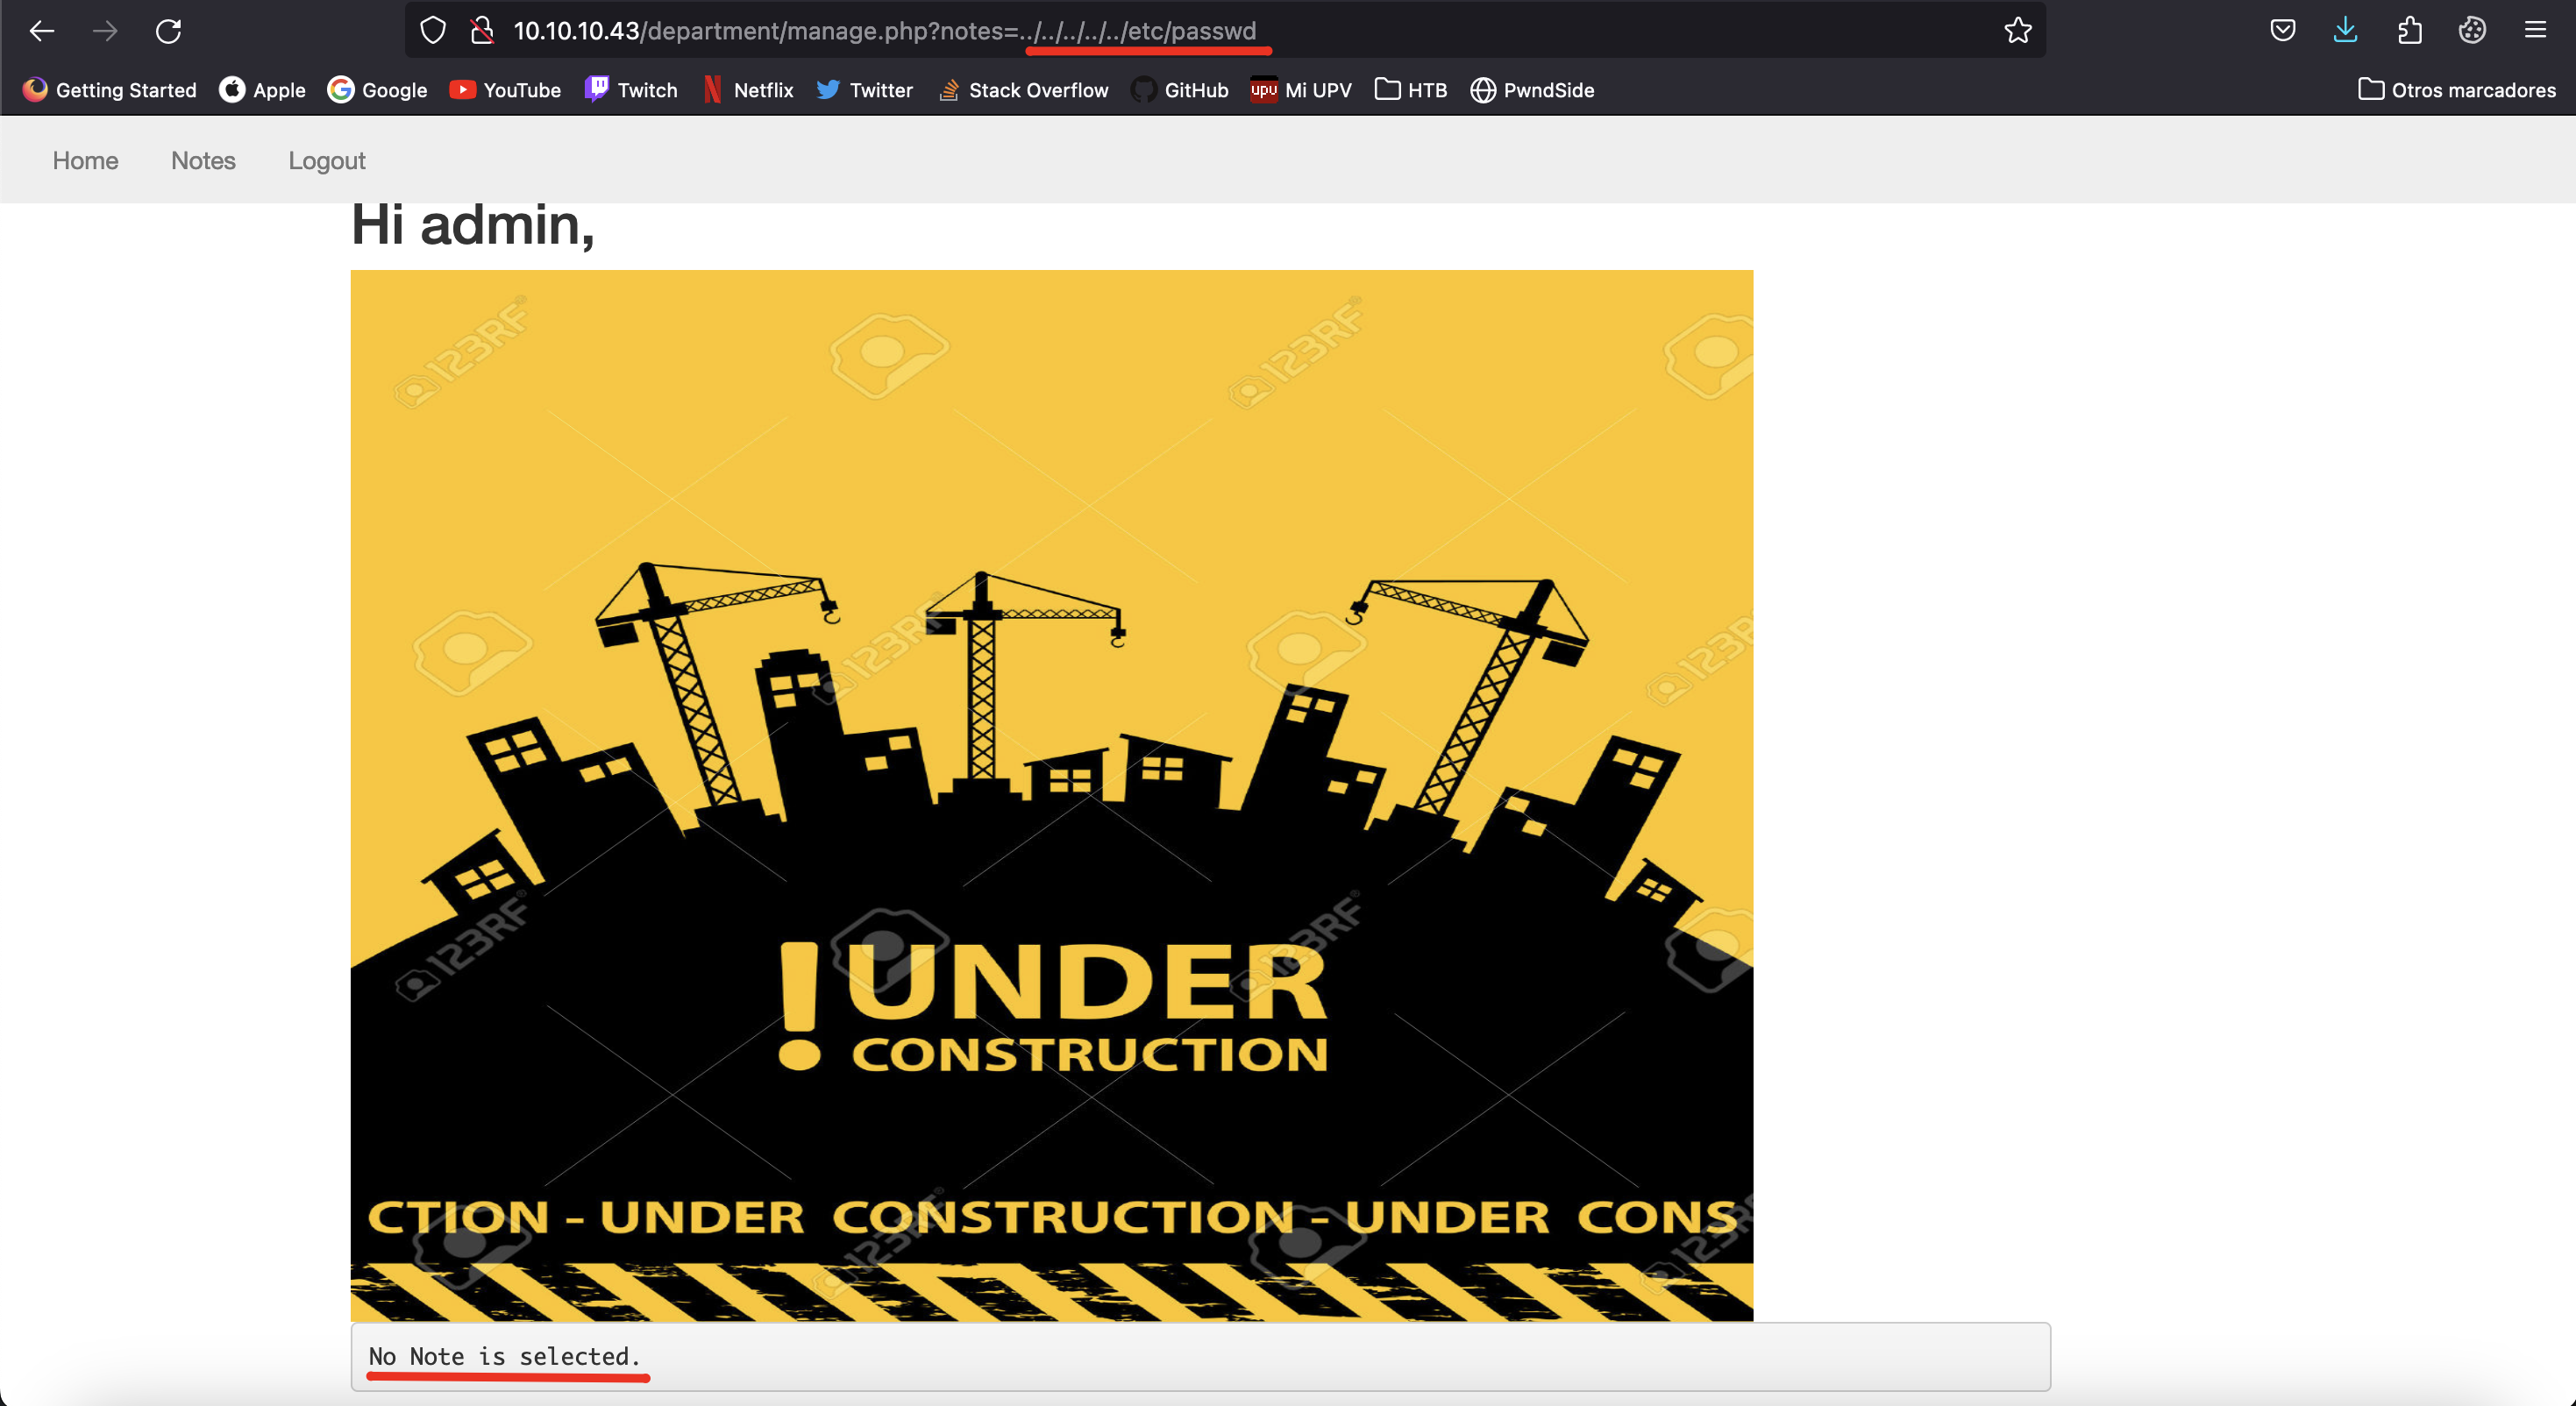 10.10.10.43/department/manage.php?notes=../../../../../etc/passwd
Getting Started Apple Google YouTube Twitch Netflix Twitter Stack Overflow GitHub upv Mi UPV HTB PwndSide Otros marcadores
Home Notes Logout
Hi admin,
123RF 123RF
123RF 123RF
123RF 123RF
! UNDER
CONSTRUCTION
CTION - UNDER CONSTRUCTION - UNDER CONS
123RF 123RF
No Note is selected.